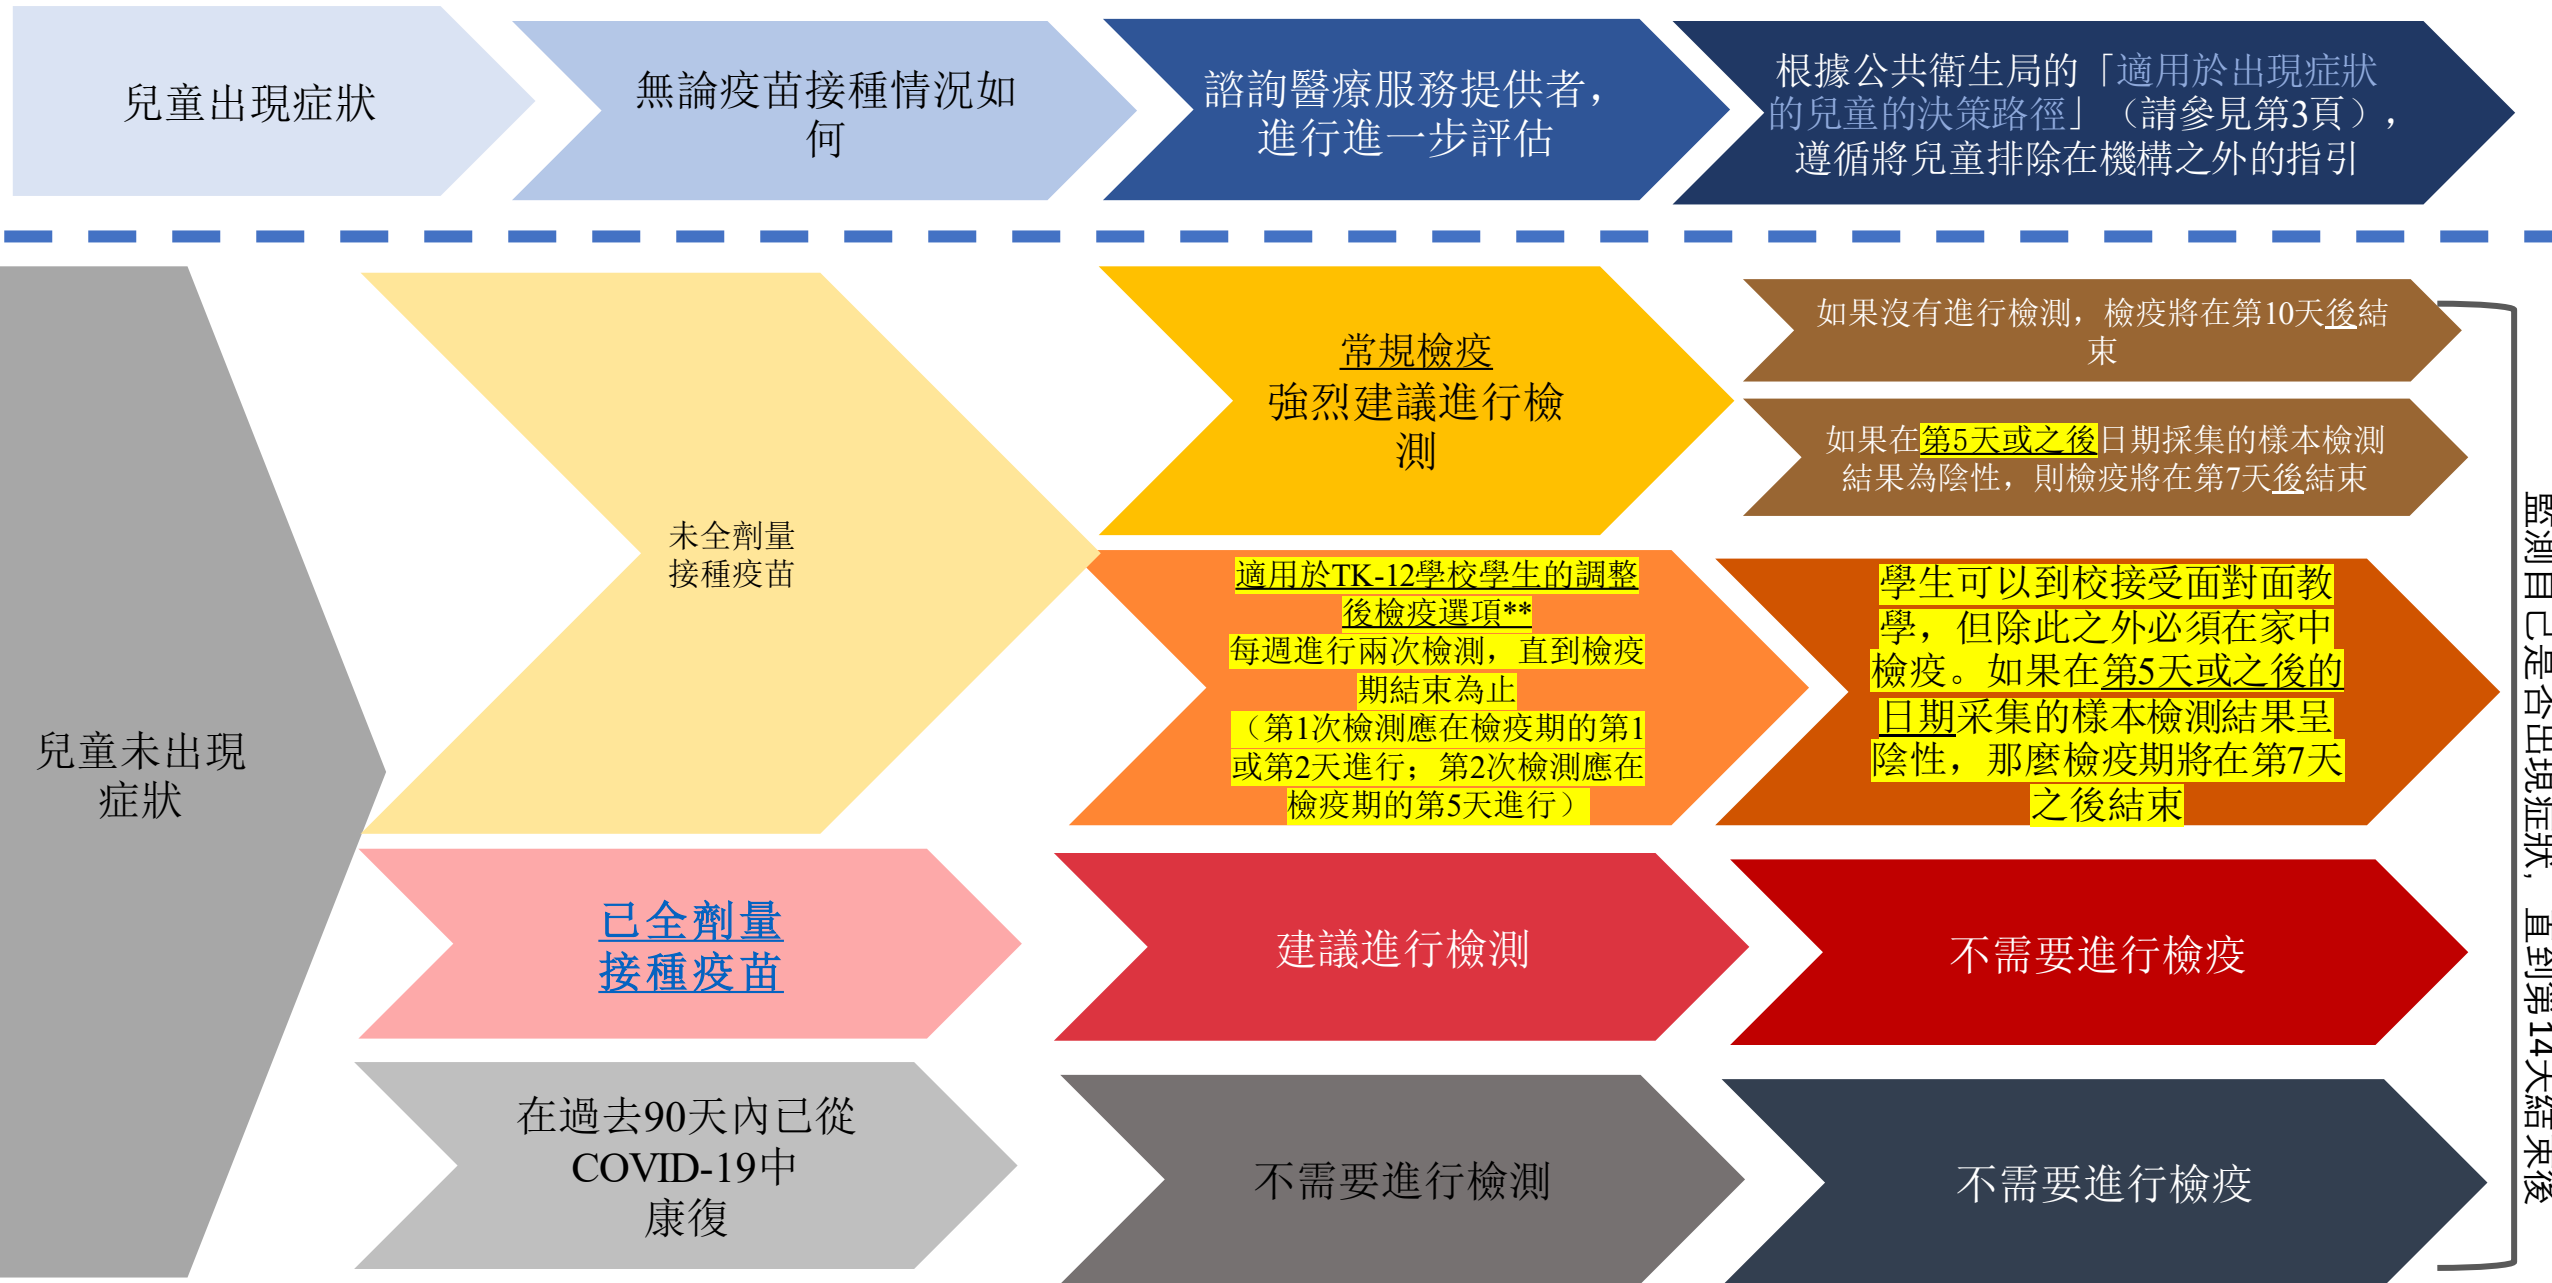 兒童出現症狀
無論疫苗接種情況如
何
諮詢醫療服務提供者，
進行進一步評估
根據公共衛生局的「適用於出現症狀
的兒童的決策路徑」（請參見第3頁），
遵循將兒童排除在機構之外的指引
兒童未出現
症狀
未全劑量
接種疫苗
常規檢疫
強烈建議進行檢
測
如果沒有進行檢測，檢疫將在第10天後結
束
如果在第5天或之後日期採集的樣本檢測
結果為陰性，則檢疫將在第7天後結束
適用於TK-12學校學生的調整
後檢疫選項**
每週進行兩次檢測，直到檢疫
期結束為止
（第1次檢測應在檢疫期的第1
或第2天進行；第2次檢測應在
檢疫期的第5天進行）
學生可以到校接受面對面教
學，但除此之外必須在家中
檢疫。如果在第5天或之後的
日期采集的樣本檢測結果呈
陰性，那麼檢疫期將在第7天
之後結束
已全劑量
接種疫苗
建議進行檢測
不需要進行檢疫
在過去90天內已從
COVID-19中
康復
不需要進行檢測
不需要進行檢疫
監測自己是否出現症狀，直到第14天結束後